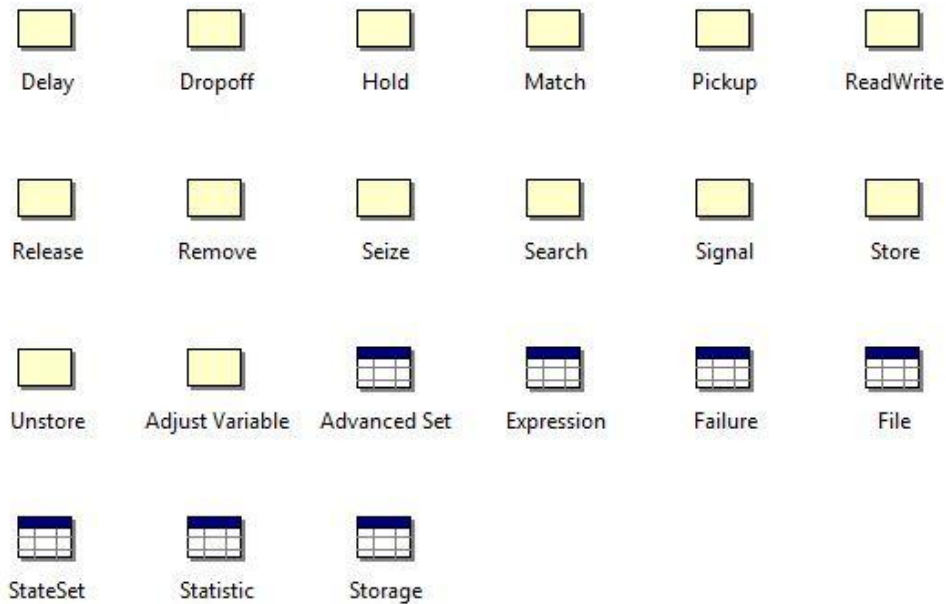 Delay Dropoff Hold Match Pickup ReadWrite
Release Remove Seize Search Signal Store
Unstore Adjust Variable Advanced Set Expression Failure File
StateSet Statistic Storage